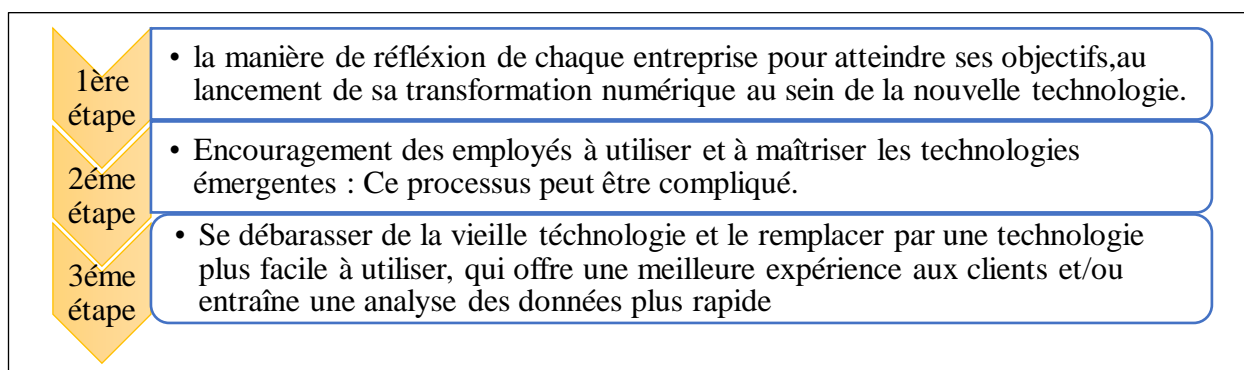 1ère
étape
• la manière de réfléxion de chaque entreprise pour atteindre ses objectifs,au
lancement de sa transformation numérique au sein de la nouvelle technologie.
2éme
étape
• Encouragement des employés à utiliser et à maîtriser les technologies
émergentes : Ce processus peut être compliqué.
3éme
étape
• Se débarasser de la vieille téchnologie et le remplacer par une technologie
plus facile à utiliser, qui offre une meilleure expérience aux clients et/ou
entraîne une analyse des données plus rapide